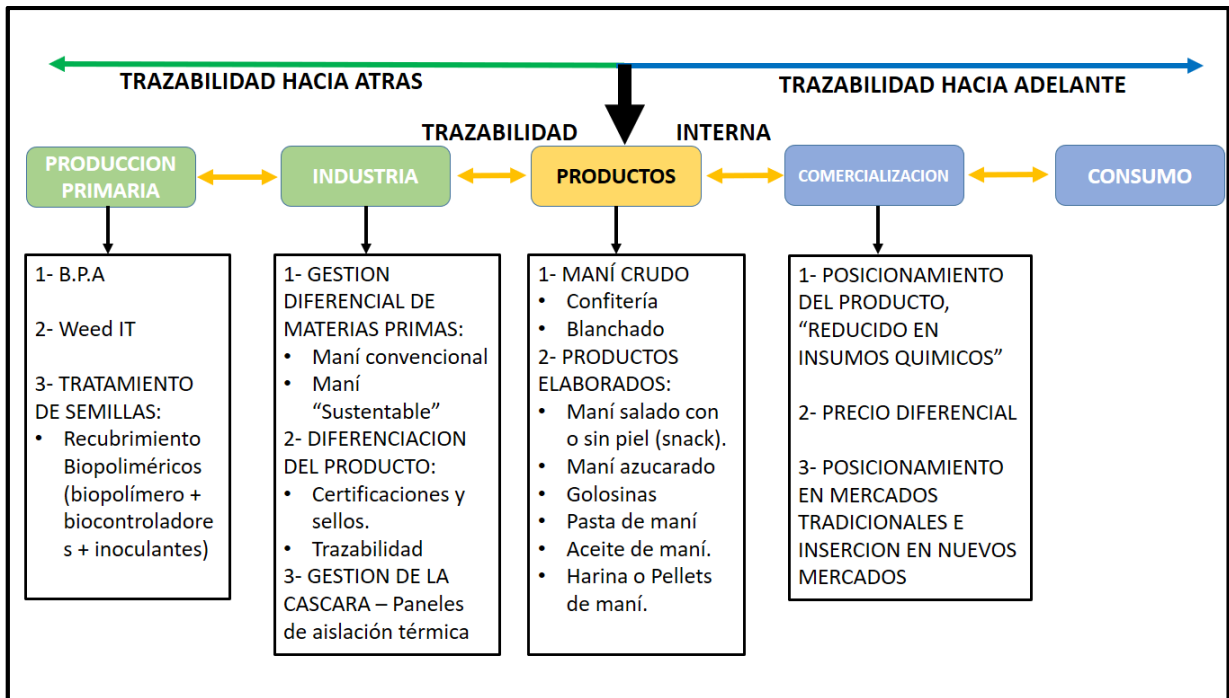 TRAZABILIDAD HACIA ATRAS
TRAZABILIDAD HACIA ADELANTE
TRAZABILIDAD INTERNA
PRODUCCION
PRIMARIA
INDUSTRIA
PRODUCTOS
COMERCIALIZACION
CONSUMO
1- B.P.A
2- Weed IT
3- TRATAMIENTO
DE SEMILLAS:
• Recubrimiento
Biopoliméricos
(biopolímero +
biocontroladore
s + inoculantes)
1- GESTION
DIFERENCIAL DE
MATERIAS PRIMAS:
• Maní convencional
• Maní
“Sustentable”
2- DIFERENCIACION
DEL PRODUCTO:
• Certificaciones y
sellos.
• Trazabilidad
3- GESTION DE LA
CASCARA – Paneles
de aislación térmica
1- MANÍ CRUDO
• Confitería
• Blanchado
2- PRODUCTOS
ELABORADOS:
• Maní salado con
o sin piel (snack).
• Maní azucarado
• Golosinas
• Pasta de maní
• Aceite de maní.
• Harina o Pellets
de maní.
1- POSICIONAMIENTO
DEL PRODUCTO,
“REDUCIDO EN
INSUMOS QUIMICOS”
2- PRECIO DIFERENCIAL
3- POSICIONAMIENTO
EN MERCADOS
TRADICIONALES E
INSERCION EN NUEVOS
MERCADOS